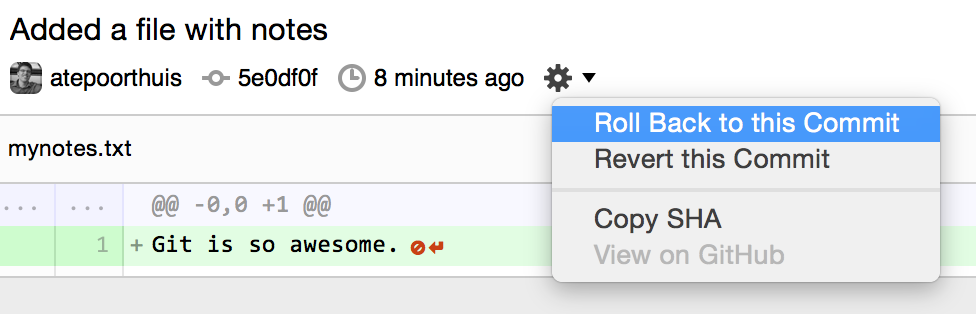 Added a file with notes
atepoorthuis 5e0df0f 8 minutes ago
Roll Back to this Commit
Revert this Commit
Copy SHA
View on GitHub
mynotes.txt
... ... @@ -0,0 +1 @@
1 +Git is so awesome.